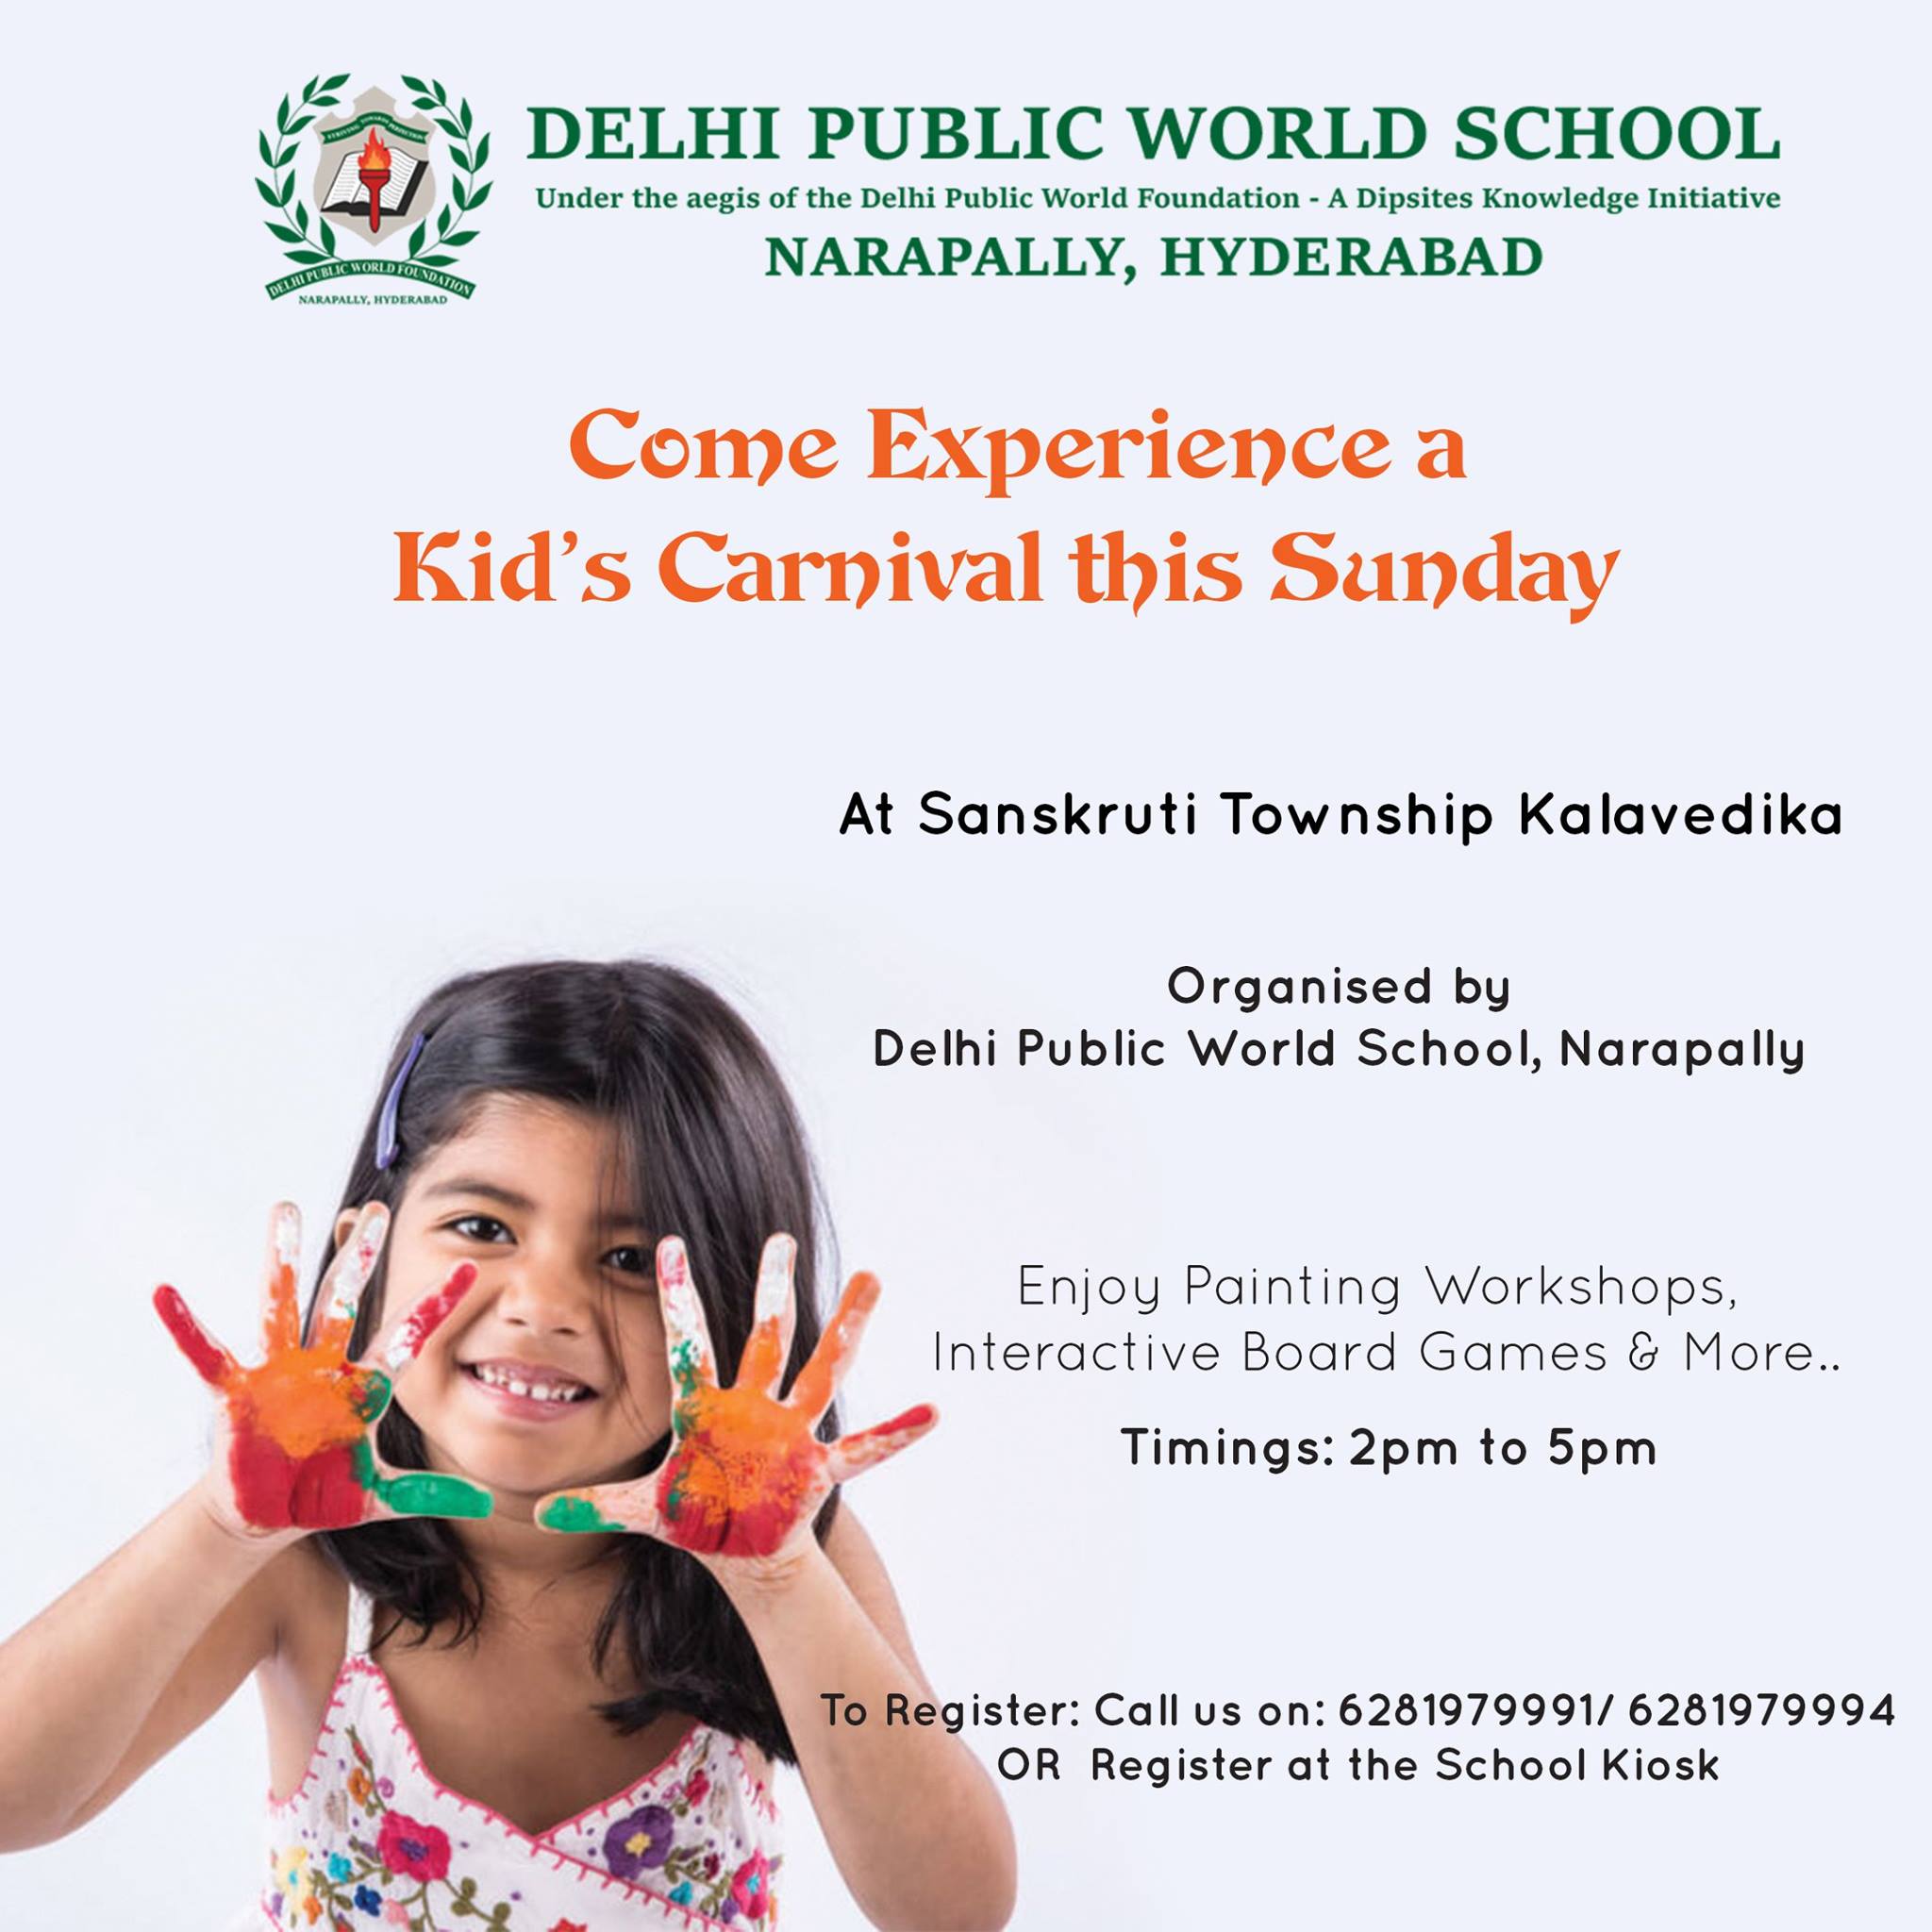 STRIVING TOWARDS PERFECTION
DELHI PUBLIC WORLD FOUNDATION
NARAPALLY, HYDERABAD
DELHI PUBLIC WORLD SCHOOL
Under the aegis of the Delhi Public World Foundation - A Dipsites Knowledge Initiative
NARAPALLY, HYDERABAD
Come Experience a
Kid's Carnival this Sunday
At Sanskruti Township Kalavedika
Organised by
Delhi Public World School, Narapally
Enjoy Painting Workshops,
Interactive Board Games & More..
Timings: 2pm to 5pm
To Register: Call us on: 6281979991/ 6281979994
OR Register at the School Kiosk